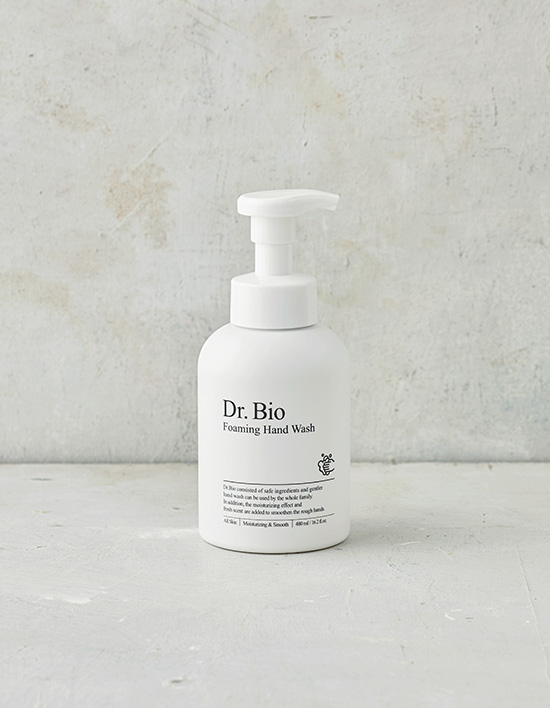 Dr. Bio
Foaming Hand Wash
Dr.Bio consisted of safe ingredients and gentler
hand wash can be used by the whole family.
In addition, the moisturizing effect and
fresh scent are added to smoothen the rough hands.
All Skin | Moisturizing & Smooth | 480 ml / 16.2 fl.oz